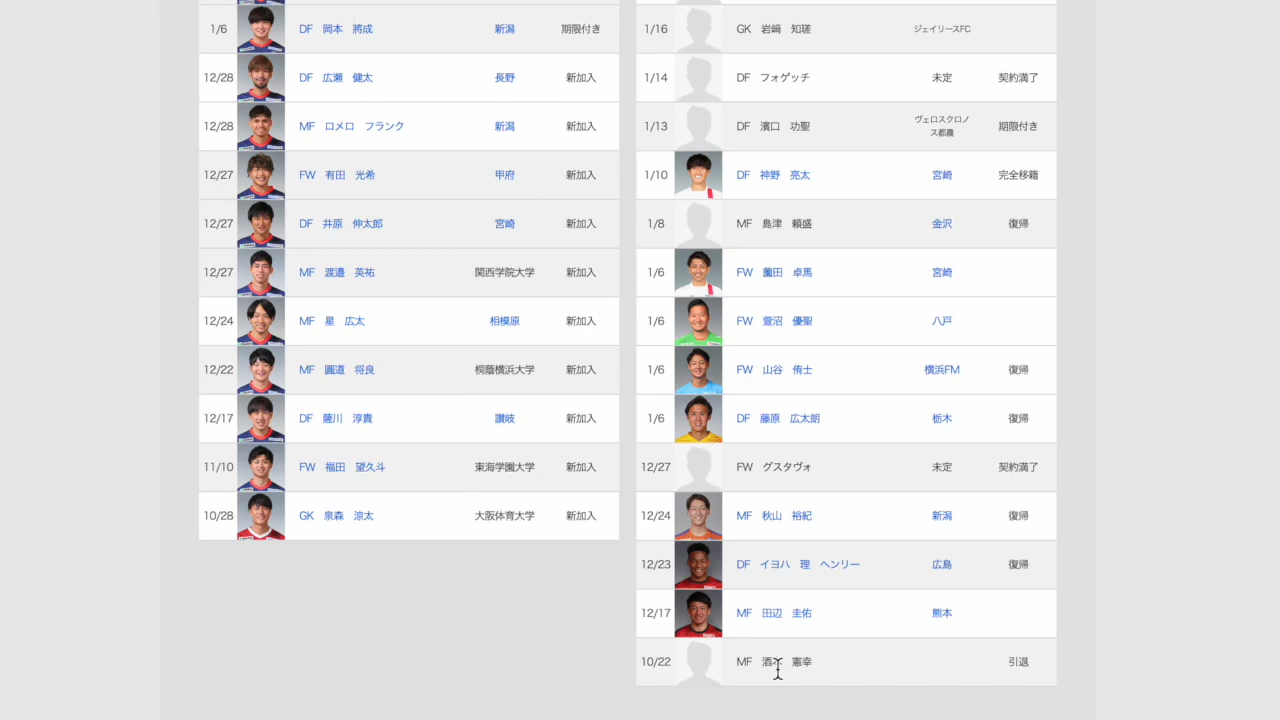 1/6 DF 岡本 將成 新潟 期限付き
12/28 DF 広瀬 健太 長野 新加入
12/28 MF ロメロ フランク 新潟 新加入
12/27 FW 有田 光希 甲府 新加入
12/27 DF 井原 伸太郎 宮崎 新加入
12/27 MF 渡邉 英祐 関西学院大学 新加入
12/24 MF 星 広太 相模原 新加入
12/22 MF 圓道 将良 桐蔭横浜大学 新加入
12/17 DF 薩川 淳貴 讃岐 新加入
11/10 FW 福田 望久斗 東海学園大学 新加入
10/28 GK 泉森 涼太 大阪体育大学 新加入
1/16 GK 岩﨑 知瑳 ジェイリースFC
1/14 DF フォゲッチ 未定 契約満了
1/13 DF 濱口 功聖 ヴェロスクロノ
ス都農 期限付き
1/10 DF 神野 亮太 宮崎 完全移籍
1/8 MF 島津 頼盛 金沢 復帰
1/6 FW 薗田 卓馬 宮崎
1/6 FW 萱沼 優聖 八戸
1/6 FW 山谷 侑士 横浜FM 復帰
1/6 DF 藤原 広太朗 栃木 復帰
12/27 FW グスタヴォ 未定 契約満了
12/24 MF 秋山 裕紀 新潟 復帰
12/23 DF イヨハ 理 ヘンリー 広島 復帰
12/17 MF 田辺 圭佑 熊本
10/22 MF 酒 憲幸 引退